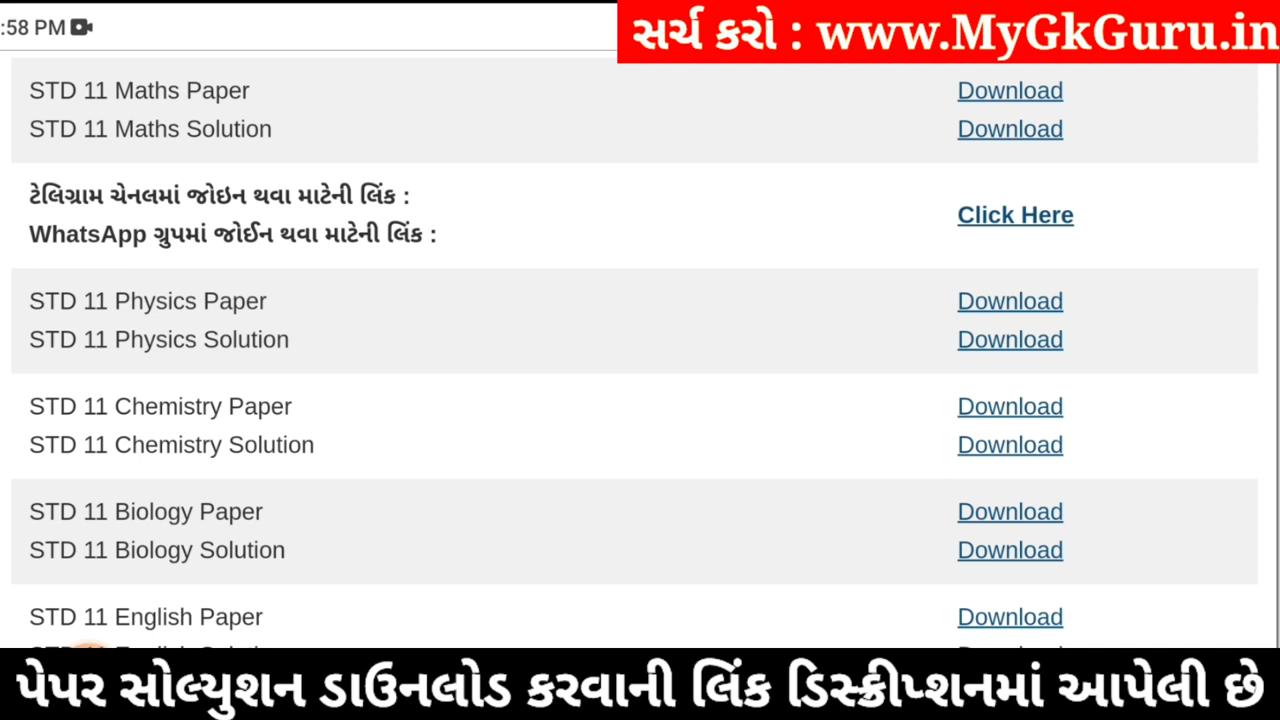 :58 PM
સર્ચ કરો : www.MyGkGuru.in
STD 11 Maths Paper Download
STD 11 Maths Solution Download
ટેલિગ્રામ ચેનલમાં જોઇન થવા માટેની લિંક :
Click Here
WhatsApp ગ્રુપમાં જોઈન થવા માટેની લિંક :
STD 11 Physics Paper Download
STD 11 Physics Solution Download
STD 11 Chemistry Paper Download
STD 11 Chemistry Solution Download
STD 11 Biology Paper Download
STD 11 Biology Solution Download
STD 11 English Paper Download
પેપર સોલ્યુશન ડાઉનલોડ કરવાની લિંક ડિસ્ક્રીપ્શનમાં આપેલી છે